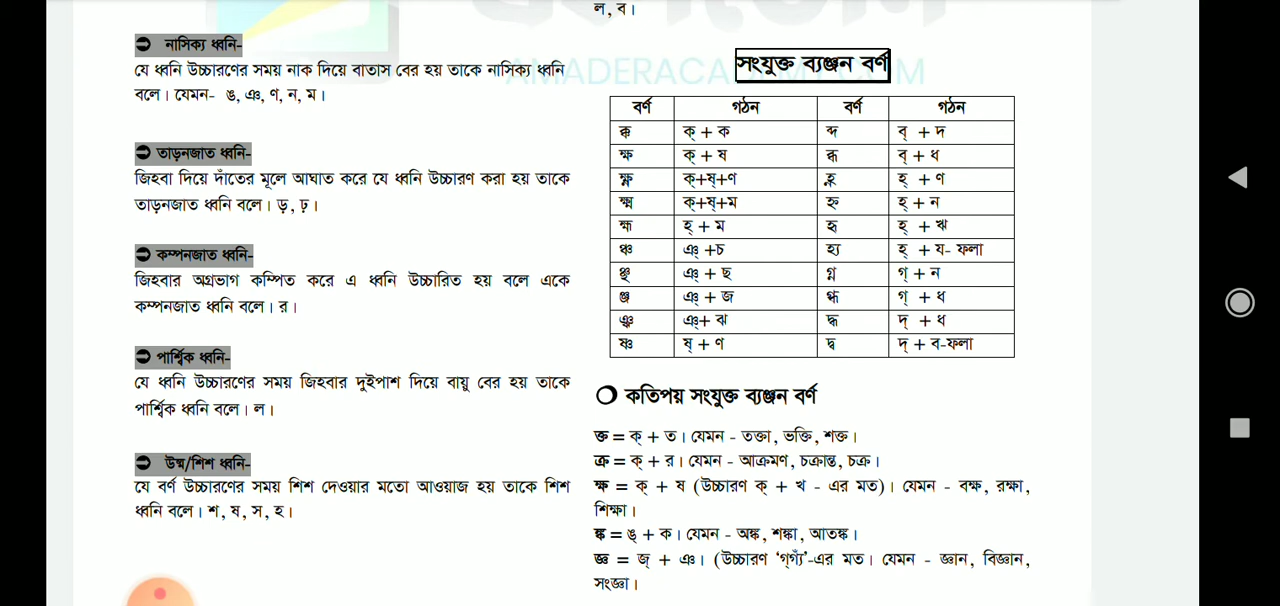 ➲ নাসিক্য ধ্বনি-
যে ধ্বনি উচ্চারণের সময় নাক দিয়ে বাতাস বের হয় তাকে নাসিক্য ধ্বনি
বলে। যেমন- ঙ, ঞ, ণ, ন, ম।
➲ তাড়নজাত ধ্বনি-
জিহবা দিয়ে দাঁতের মূলে আঘাত করে যে ধ্বনি উচ্চারণ করা হয় তাকে
তাড়নজাত ধ্বনি বলে। ড়, ঢ়।
➲ কম্পনজাত ধ্বনি-
জিহবার অগ্রভাগ কম্পিত করে এ ধ্বনি উচ্চারিত হয় বলে একে
কম্পনজাত ধ্বনি বলে। র।
➲ পার্শ্বিক ধ্বনি-
যে ধ্বনি উচ্চারণের সময় জিহবার দুইপাশ দিয়ে বায়ু বের হয় তাকে
পার্শ্বিক ধ্বনি বলে। ল।
➲ উষ্ম/শিশ ধ্বনি-
যে বর্ণ উচ্চারণের সময় শিশ দেওয়ার মতো আওয়াজ হয় তাকে শিশ
ধ্বনি বলে। শ, ষ, স, হ।
ল, ব।
AMADERACADEMY.COM
সংযুক্ত ব্যঞ্জন বর্ণ
বর্ণ গঠন বর্ণ গঠন
ক্ক ক্ + ক ব্দ ব্ + দ
ক্ষ ক্ + ষ ব্ধ ব্ + ধ
ক্ষ্ণ ক্+ষ্+ণ হ্ণ হ্ + ণ
ক্ষ্ম ক্+ষ্+ম হ্ন হ্ + ন
হ্ম হ্ + ম হৃ হ্ + ঋ
ঞ্চ ঞ্ +চ হ্য হ্ + য- ফলা
ঞ্ছ ঞ্ + ছ গ্ন গ্ + ন
ঞ্জ ঞ্ + জ গ্ধ গ্ + ধ
ঞ্ঝ ঞ্+ ঝ দ্ধ দ্ + ধ
ষ্ণ ষ্ + ণ দ্ব দ্ + ব-ফলা
❍ কতিপয় সংযুক্ত ব্যঞ্জন বর্ণ
ক্ত = ক্ + ত। যেমন - তক্তা, ভক্তি, শক্ত।
ক্র = ক্ + র। যেমন - আক্রমণ, চক্রান্ত, চক্র।
ক্ষ = ক্ + ষ (উচ্চারণ ক্ + খ - এর মত)। যেমন - বক্ষ, রক্ষা,
শিক্ষা।
ঙ্ক = ঙ্ + ক। যেমন - অঙ্ক, শঙ্কা, আতঙ্ক।
জ্ঞ = জ্ + ঞ। (উচ্চারণ ‘গ্‌গ্যঁ’-এর মত। যেমন - জ্ঞান, বিজ্ঞান,
সংজ্ঞা।